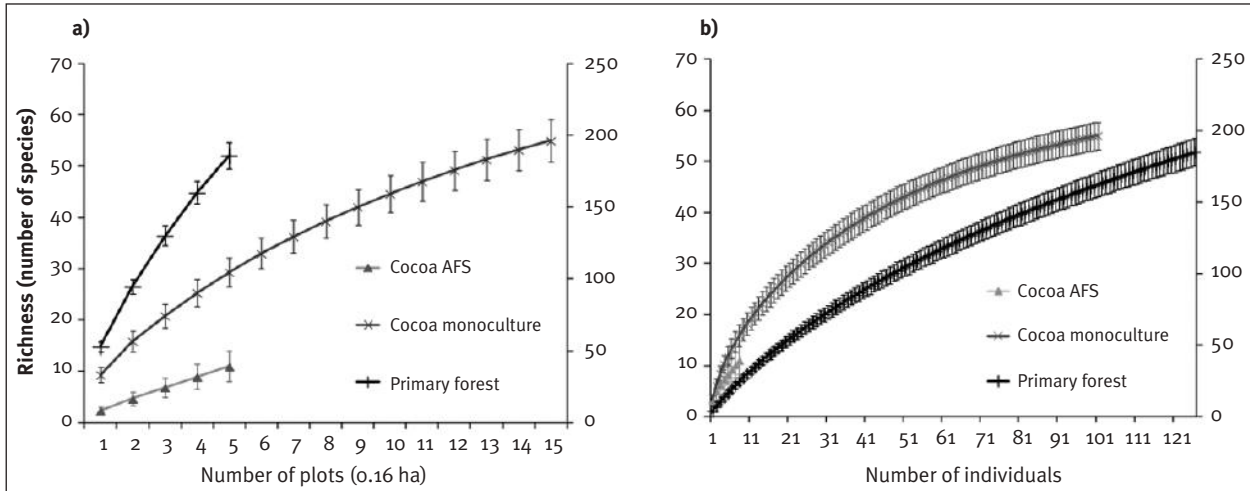 a)
Richness (number of species)
70
60
50
40
30
20
10
0
250
200
150
100
50
0
Cocoa AFS
Cocoa monoculture
Primary forest
1 2 3 4 5 6 7 8 9 10 11 12 13 14 15
Number of plots (0.16 ha)
b)
70
60
50
40
30
20
10
0
250
200
150
100
50
0
Cocoa AFS
Cocoa monoculture
Primary forest
1 11 21 31 41 51 61 71 81 91 101 111 121
Number of individuals